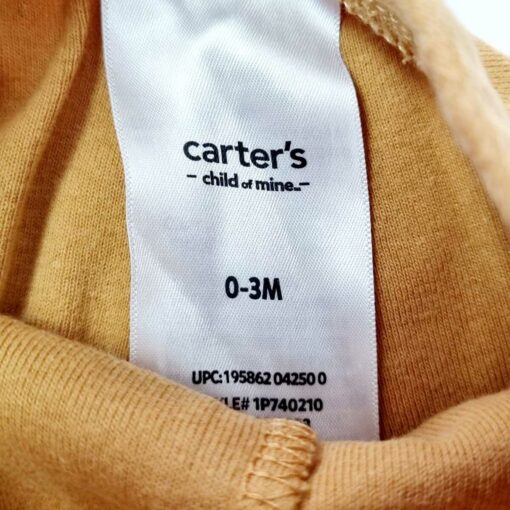 carter's
- child of mine. -
0-3M
UPC:195862 04250 0
LE# 1P740210